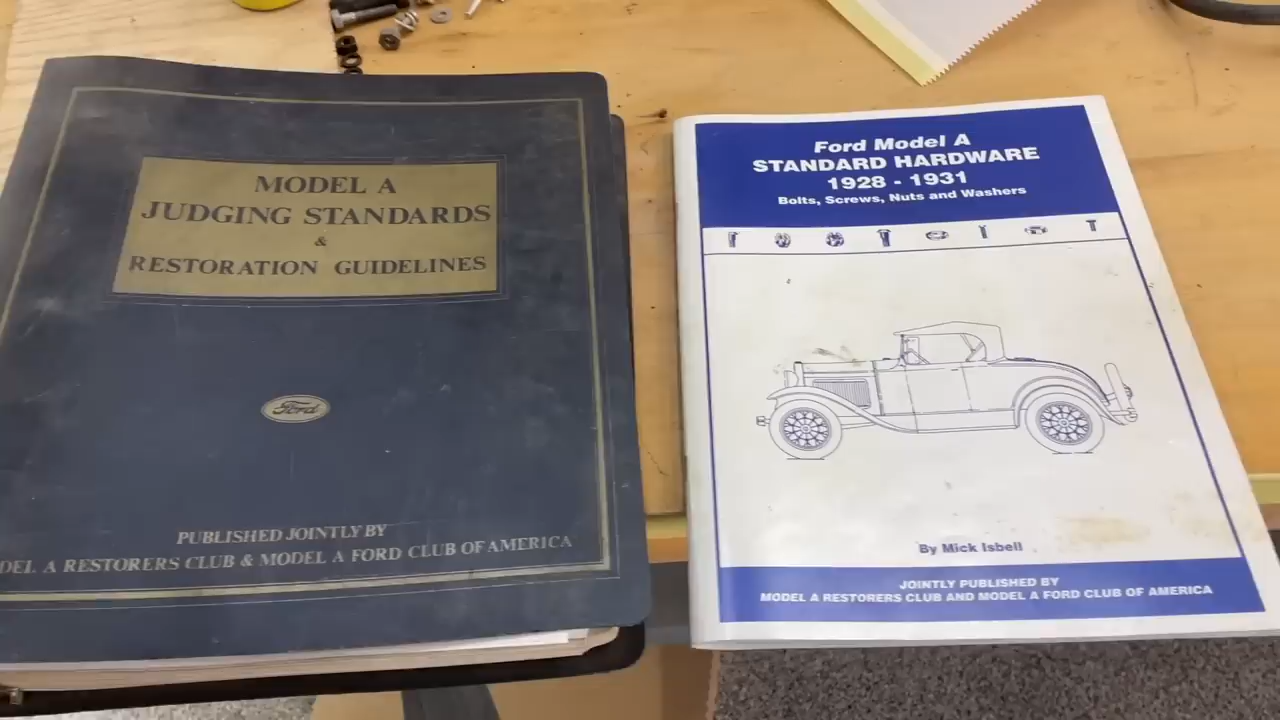 MODEL A
JUDGING STANDARDS
&
RESTORATION GUIDELINES
Ford
PUBLISHED JOINTLY BY
DEL A RESTORERS CLUB & MODEL A FORD CLUB OF AMERICA
Ford Model A
STANDARD HARDWARE
1928 - 1931
Bolts, Screws, Nuts and Washers
By Mick Isbell
JOINTLY PUBLISHED BY
MODEL A RESTORERS CLUB AND MODEL A FORD CLUB OF AMERICA